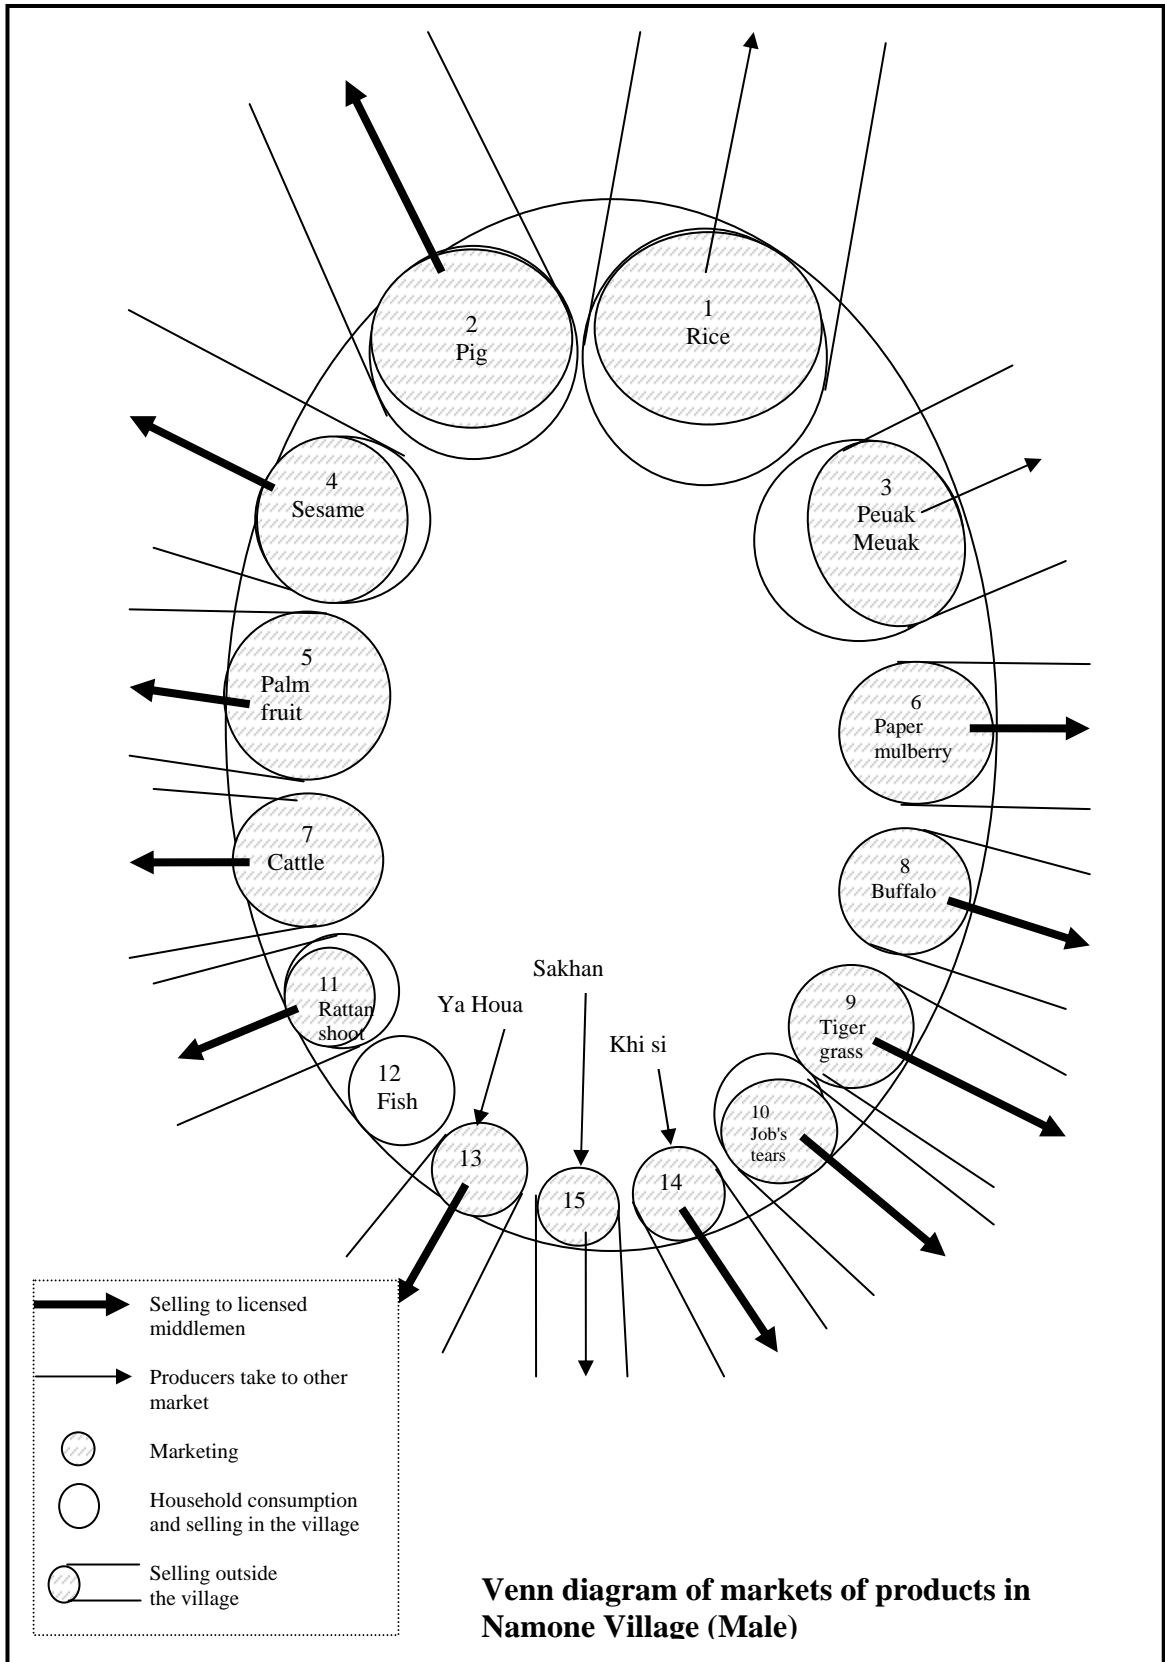 1
Rice
2
Pig
3
Peuak
Meuak
4
Sesame
5
Palm
fruit
6
Paper
mulberry
7
Cattle
8
Buffalo
9
Tiger
grass
10
Job's
tears
11
Rattan
shoot
12
Fish
Ya Houa
13
Sakhan
15
Khi si
14
Selling to licensed
middlemen
Producers take to other
market
Marketing
Household consumption
and selling in the village
Selling outside
the village
Venn diagram of markets of products in
Namone Village (Male)